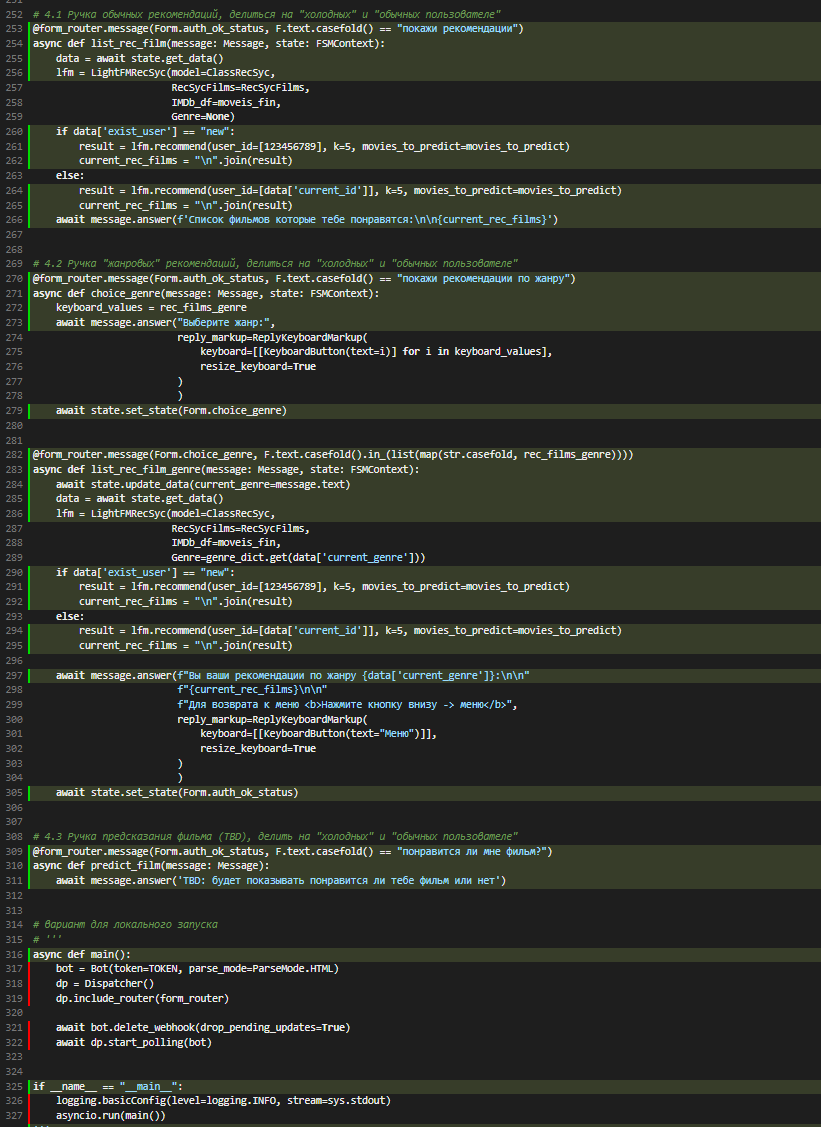 252 # 4.1 Ручка обычных рекомендаций, делиться на "холодных" и "обычных пользователе"
253 @form_router.message(Form.auth_ok_status, F.text.casefold() == "покажи рекомендации")
254 async def list_rec_film(message: Message, state: FSMContext):
255     data = await state.get_data()
256     lfm = LightFMRecSyc(model=ClassRecSyc,
257                         RecSycFilms=RecSycFilms,
258                         IMDb_df=moveis_fin,
259                         Genre=None)
260     if data['exist_user'] == "new":
261         result = lfm.recommend(user_id=[123456789], k=5, movies_to_predict=movies_to_predict)
262         current_rec_films = "\n".join(result)
263     else:
264         result = lfm.recommend(user_id=[data['current_id']], k=5, movies_to_predict=movies_to_predict)
265         current_rec_films = "\n".join(result)
266     await message.answer(f'Список фильмов которые тебе понравятся:\n\n{current_rec_films}')
267
268
269 # 4.2 Ручка "жанровых" рекомендаций, делиться на "холодных" и "обычных пользователе"
270 @form_router.message(Form.auth_ok_status, F.text.casefold() == "покажи рекомендации по жанру")
271 async def choice_genre(message: Message, state: FSMContext):
272     keyboard_values = rec_films_genre
273     await message.answer("Выберите жанр:",
274                          reply_markup=ReplyKeyboardMarkup(
275                              keyboard=[[KeyboardButton(text=i)] for i in keyboard_values],
276                              resize_keyboard=True
277                          )
278                          )
279     await state.set_state(Form.choice_genre)
280
281
282 @form_router.message(Form.choice_genre, F.text.casefold().in_(list(map(str.casefold, rec_films_genre))))
283 async def list_rec_film_genre(message: Message, state: FSMContext):
284     await state.update_data(current_genre=message.text)
285     data = await state.get_data()
286     lfm = LightFMRecSyc(model=ClassRecSyc,
287                         RecSycFilms=RecSycFilms,
288                         IMDb_df=moveis_fin,
289                         Genre=genre_dict.get(data['current_genre']))
290     if data['exist_user'] == "new":
291         result = lfm.recommend(user_id=[123456789], k=5, movies_to_predict=movies_to_predict)
292         current_rec_films = "\n".join(result)
293     else:
294         result = lfm.recommend(user_id=[data['current_id']], k=5, movies_to_predict=movies_to_predict)
295         current_rec_films = "\n".join(result)
296
297     await message.answer(f"Вы ваши рекомендации по жанру {data['current_genre']}:\n\n"
298                          f"{current_rec_films}\n\n"
299                          f"Для возврата к меню <b>Нажмите кнопку внизу -> меню</b>",
300                          reply_markup=ReplyKeyboardMarkup(
301                              keyboard=[[KeyboardButton(text="Меню")]],
302                              resize_keyboard=True
303                          )
304                          )
305     await state.set_state(Form.auth_ok_status)
306
307
308 # 4.3 Ручка предсказания фильма (TBD), делить на "холодных" и "обычных пользователе"
309 @form_router.message(Form.auth_ok_status, F.text.casefold() == "понравится ли мне фильм?")
310 async def predict_film(message: Message):
311     await message.answer('TBD: будет показывать понравится ли тебе фильм или нет')
312
313
314 # вариант для локального запуска
315 # '''
316 async def main():
317     bot = Bot(token=TOKEN, parse_mode=ParseMode.HTML)
318     dp = Dispatcher()
319     dp.include_router(form_router)
320
321     await bot.delete_webhook(drop_pending_updates=True)
322     await dp.start_polling(bot)
323
324
325 if __name__ == "__main__":
326     logging.basicConfig(level=logging.INFO, stream=sys.stdout)
327     asyncio.run(main())